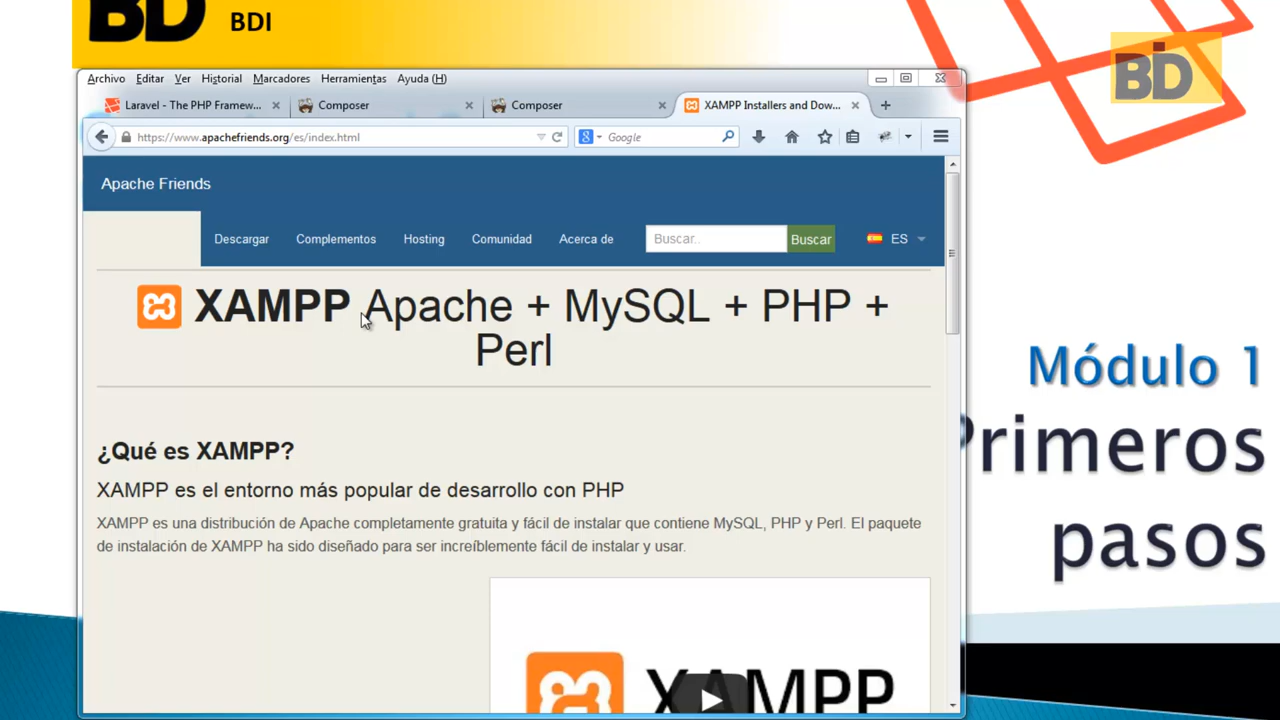 BD
BDI
BD
Archivo Editar Ver Historial Marcadores Herramientas Ayuda (H)
Laravel - The PHP Framew...
Composer
Composer
XAMPP Installers and Dow...
https://www.apachefriends.org/es/index.html
Google
Apache Friends
Descargar
Complementos
Hosting
Comunidad
Acerca de
Buscar..
Buscar
ES
XAMPP Apache + MySQL + PHP +
Perl
¿Qué es XAMPP?
XAMPP es el entorno más popular de desarrollo con PHP
XAMPP es una distribución de Apache completamente gratuita y fácil de instalar que contiene MySQL, PHP y Perl. El paquete
de instalación de XAMPP ha sido diseñado para ser increíblemente fácil de instalar y usar.
XAMPP
Módulo 1
Primeros
pasos